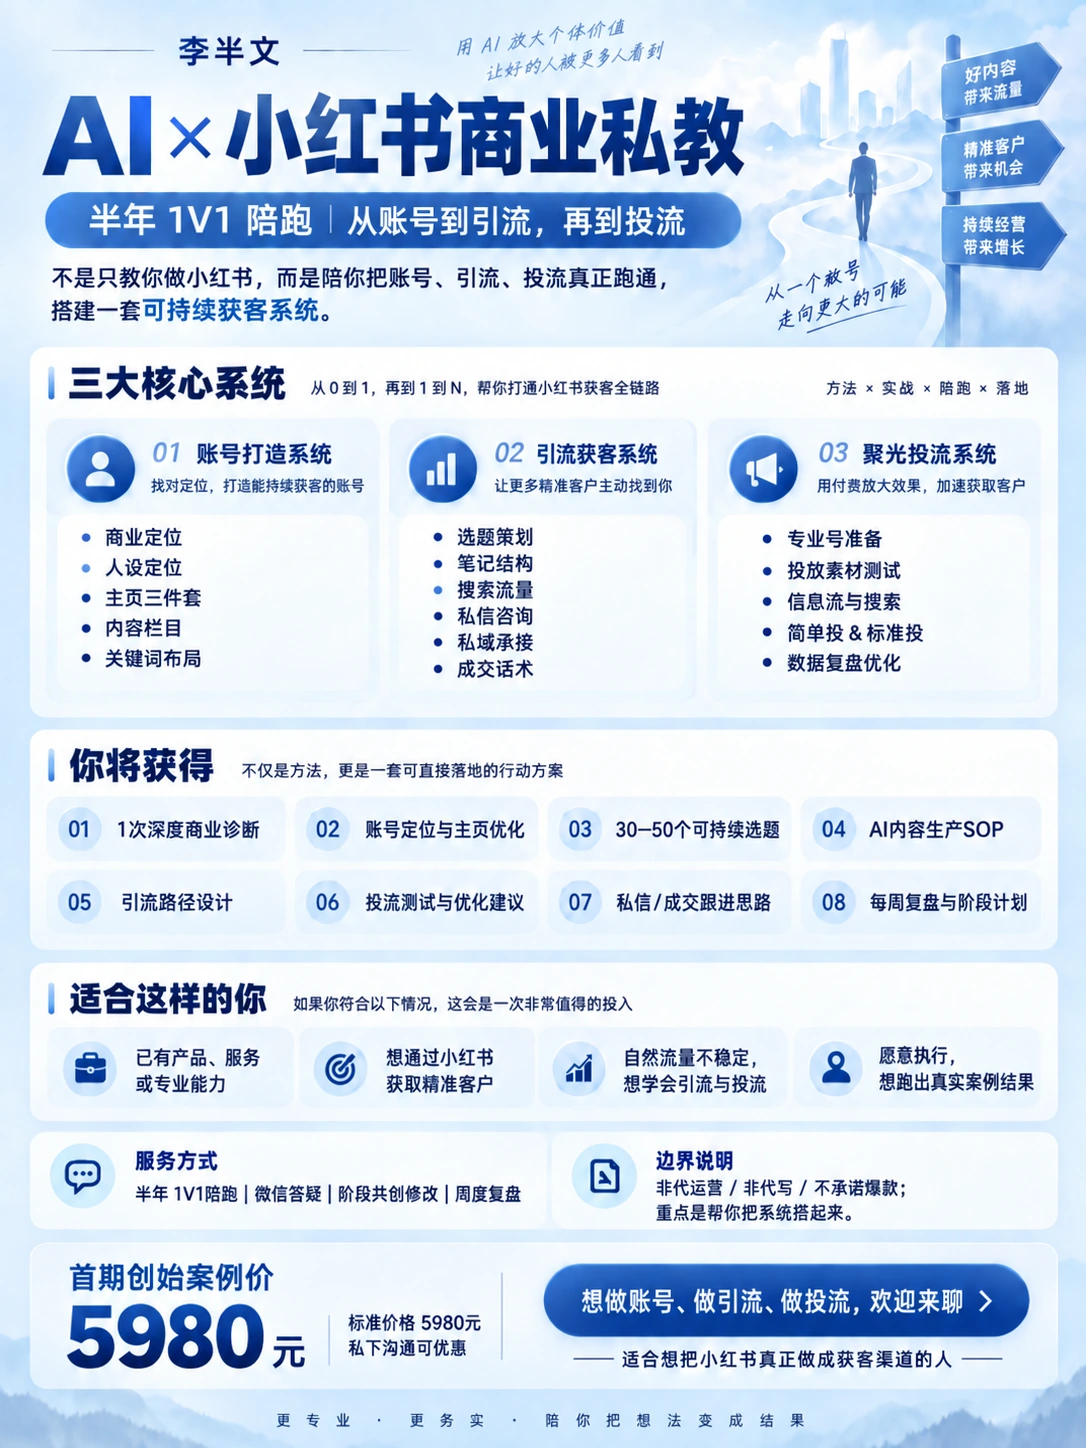 李半文
用 AI 放大个体价值
让好的人被更多人看到
AI×小红书商业私教
半年 1V1 陪跑｜从账号到引流，再到投流
不是只教你做小红书，而是陪你把账号、引流、投流真正跑通，
搭建一套可持续获客系统。
好内容
带来流量
精准客户
带来机会
持续经营
带来增长
从一个
走向更大的可能
三大核心系统
从 0 到 1，再到 1 到 N，帮你打通小红书获客全链路
方法 × 实战 × 陪跑 × 落地
01 账号打造系统
找对定位，打造能持续获客的账号
商业定位
人设定位
主页三件套
内容栏目
关键词布局
02 引流获客系统
让更多精准客户主动找到你
选题策划
笔记结构
搜索流量
私信咨询
私域承接
成交话术
03 聚光投流系统
用付费放大效果，加速获取客户
专业号准备
投放素材测试
信息流与搜索
简单投 & 标准投
数据复盘优化
你将获得
不仅是方法，更是一套可直接落地的行动方案
01 1次深度商业诊断
02 账号定位与主页优化
03 30—50个可持续选题
04 AI内容生产SOP
05 引流路径设计
06 投流测试与优化建议
07 私信/成交跟进思路
08 每周复盘与阶段计划
适合这样的你
如果你符合以下情况，这会是一次非常值得的投入
已有产品、服务
或专业能力
想通过小红书
获取精准客户
自然流量不稳定，
想学会引流与投流
愿意执行，
想跑出真实案例结果
服务方式
半年 1V1陪跑｜微信答疑｜阶段共创修改｜周度复盘
边界说明
非代运营 / 非代写 / 不承诺爆款；
重点是帮你把系统搭起来。
首期创始案例价
5980元
标准价格 5980元
私下沟通可优惠
想做账号、做引流、做投流，欢迎来聊
适合想把小红书真正做成获客渠道的人
更专业 · 更务实 · 陪你把想法变成结果